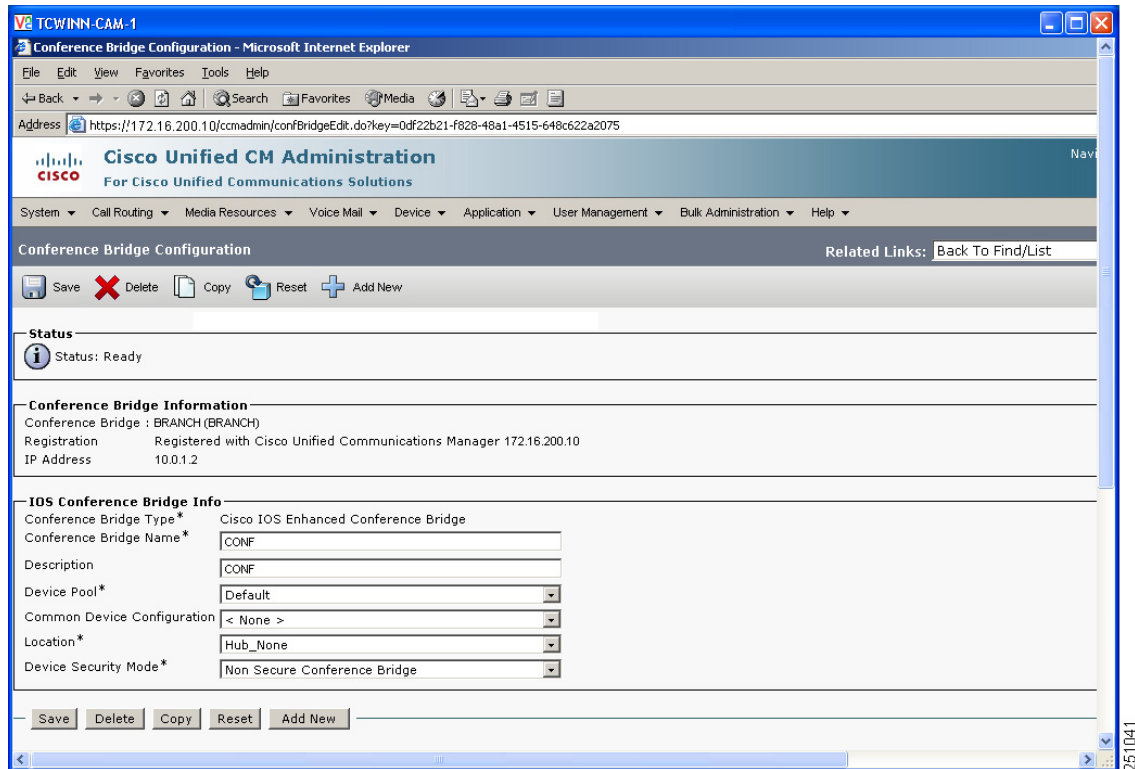 TCWINN-CAM-1
Conference Bridge Configuration - Microsoft Internet Explorer
File Edit View Favorites Tools Help
Back Search Favorites Media
Address https://172.16.200.10/ccmadmin/confBridgeEdit.do?key=0df22b21-f828-48a1-4515-648c622a2075
cisco Cisco Unified CM Administration Navi
For Cisco Unified Communications Solutions
System Call Routing Media Resources Voice Mail Device Application User Management Bulk Administration Help
Conference Bridge Configuration Related Links: Back To Find/List
Save Delete Copy Reset Add New
Status
i Status: Ready
Conference Bridge Information
Conference Bridge : BRANCH (BRANCH)
Registration Registered with Cisco Unified Communications Manager 172.16.200.10
IP Address 10.0.1.2
IOS Conference Bridge Info
Conference Bridge Type* Cisco IOS Enhanced Conference Bridge
Conference Bridge Name* CONF
Description CONF
Device Pool* Default
Common Device Configuration < None >
Location* Hub_None
Device Security Mode* Non Secure Conference Bridge
Save Delete Copy Reset Add New
251041